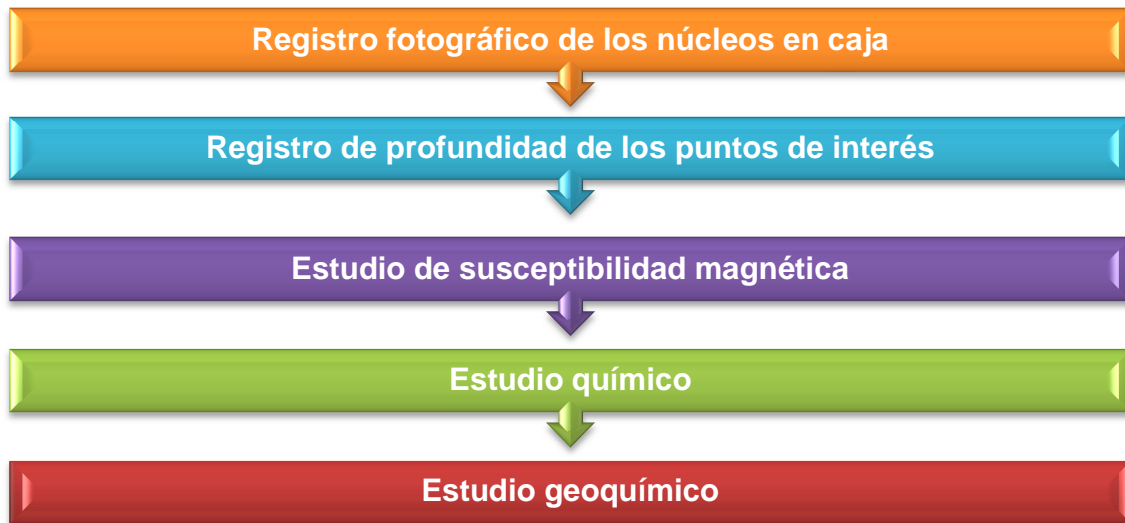 Registro fotográfico de los núcleos en caja
Registro de profundidad de los puntos de interés
Estudio de susceptibilidad magnética
Estudio químico
Estudio geoquímico